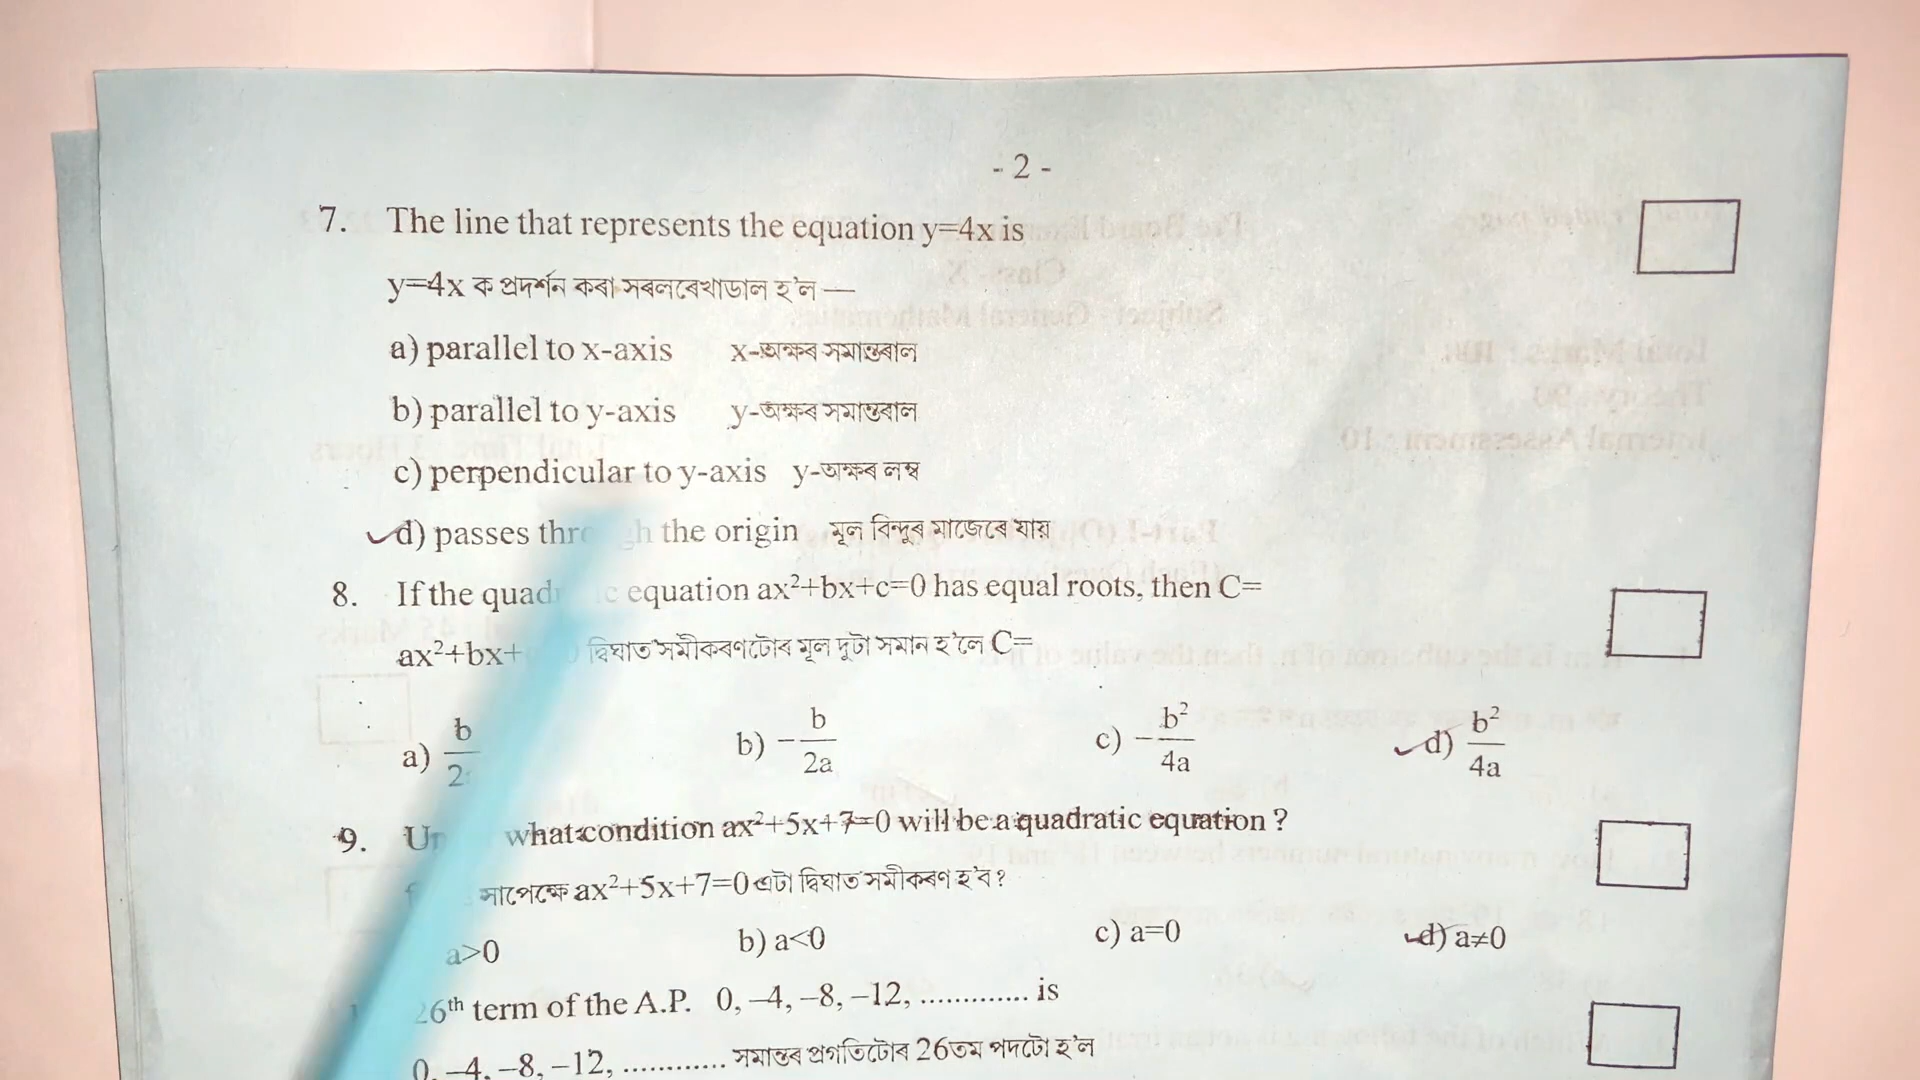 - 2 -
7. The line that represents the equation y=4x is
y=4x ক প্ৰদৰ্শন কৰা সৰলৰেখাডাল হ'ল —
a) parallel to x-axis x-অক্ষৰ সমান্তৰাল
b) parallel to y-axis y-অক্ষৰ সমান্তৰাল
c) perpendicular to y-axis y-অক্ষৰ লম্ব
d) passes the origin মূল বিন্দুৰ মাজেৰে যায়
8. If the equation ax²+bx+c=0 has equal roots, then C=
ax²+bx+ দ্বিঘাত সমীকৰণটোৰ মূল দুটা সমান হ'লে C=
a) b/2 b) -b/2a c) -b²/4a d) b²/4a
9. what condition ax²+5x+7=0 will be a quadratic equation ?
সাপেক্ষে ax²+5x+7=0 এটা দ্বিঘাত সমীকৰণ হ'ব ?
a>0 b) a<0 c) a=0 d) a≠0
26th term of the A.P. 0, –4, –8, –12, ............. is
0, –4, –8, –12, ............ সমান্তৰ প্ৰগতিটোৰ 26তম পদটো হ'ল